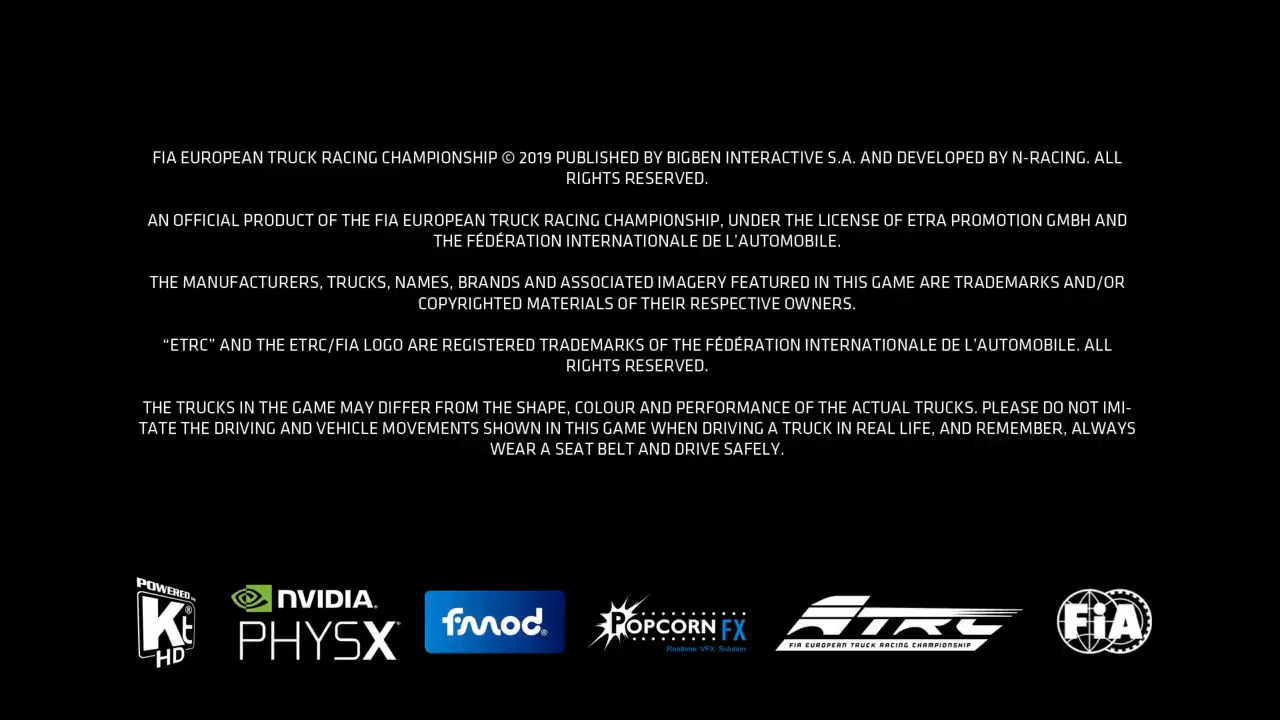 FIA EUROPEAN TRUCK RACING CHAMPIONSHIP © 2019 PUBLISHED BY BIGBEN INTERACTIVE S.A. AND DEVELOPED BY N-RACING. ALL
RIGHTS RESERVED.
AN OFFICIAL PRODUCT OF THE FIA EUROPEAN TRUCK RACING CHAMPIONSHIP, UNDER THE LICENSE OF ETRA PROMOTION GMBH AND
THE FÉDÉRATION INTERNATIONALE DE L’AUTOMOBILE.
THE MANUFACTURERS, TRUCKS, NAMES, BRANDS AND ASSOCIATED IMAGERY FEATURED IN THIS GAME ARE TRADEMARKS AND/OR
COPYRIGHTED MATERIALS OF THEIR RESPECTIVE OWNERS.
“ETRC” AND THE ETRC/FIA LOGO ARE REGISTERED TRADEMARKS OF THE FÉDÉRATION INTERNATIONALE DE L’AUTOMOBILE. ALL
RIGHTS RESERVED.
THE TRUCKS IN THE GAME MAY DIFFER FROM THE SHAPE, COLOUR AND PERFORMANCE OF THE ACTUAL TRUCKS. PLEASE DO NOT IMI-
TATE THE DRIVING AND VEHICLE MOVEMENTS SHOWN IN THIS GAME WHEN DRIVING A TRUCK IN REAL LIFE, AND REMEMBER, ALWAYS
WEAR A SEAT BELT AND DRIVE SAFELY.
POWERED
Kt®
HD
NVIDIA.
PHYSX®
fmod®
POPCORN FX
Realtime VFX Solution
ETRC
FIA EUROPEAN TRUCK RACING CHAMPIONSHIP
FiA